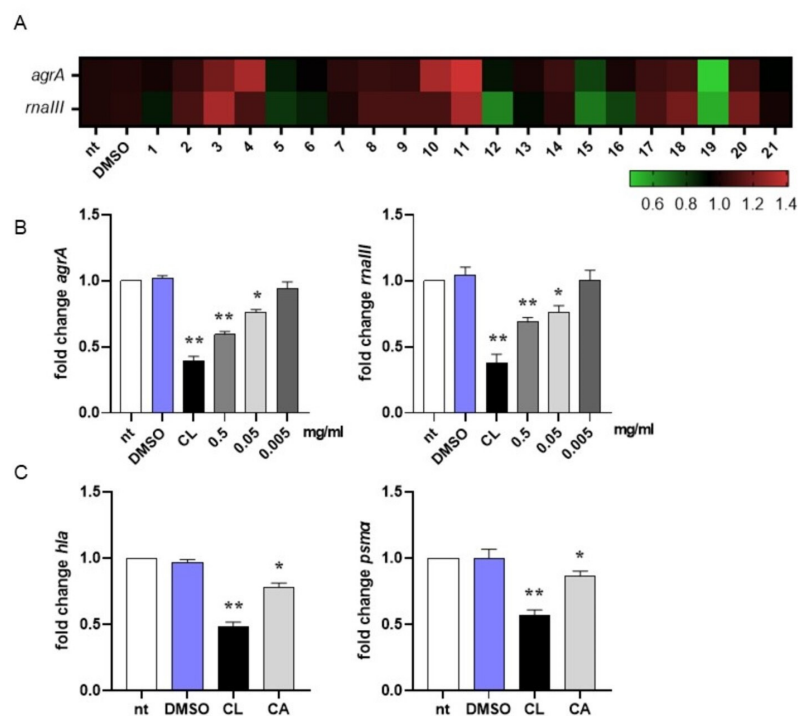 A
agrA
rnaIII
nt DMSO 1 2 3 4 5 6 7 8 9 10 11 12 13 14 15 16 17 18 19 20 21
0.6 0.8 1.0 1.2 1.4
B
fold change agrA
1.5
1.0
0.5
0.0
** ** *
nt DMSO CL 0.5 0.05 0.005 mg/ml
fold change rnaIII
1.5
1.0
0.5
0.0
** ** *
nt DMSO CL 0.5 0.05 0.005 mg/ml
C
fold change hla
1.5
1.0
0.5
0.0
** *
nt DMSO CL CA
fold change psmα
1.5
1.0
0.5
0.0
** *
nt DMSO CL CA